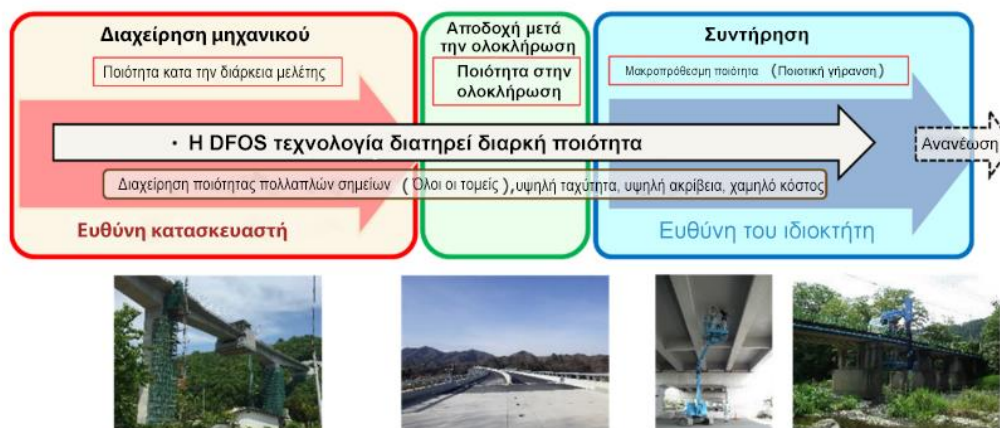 Διαχείρηση μηχανικού
Ποιότητα κατα την διάρκεια μελέτης
Αποδοχή μετά
την ολοκλήρωση
Ποιότητα στην
ολοκλήρωση
Συντήρηση
Μακροπρόθεσμη ποιότητα (Ποιοτική γήρανση)
· Η DFOS τεχνολογία διατηρεί διαρκή ποιότητα
Ανανέωση
Διαχείρηση ποιότητας πολλαπλών σημείων (Όλοι οι τομείς), υψηλή ταχύτητα, υψηλή ακρίβεια, χαμηλό κόστος
Ευθύνη κατασκευαστή
Ευθύνη του ιδιοκτήτη